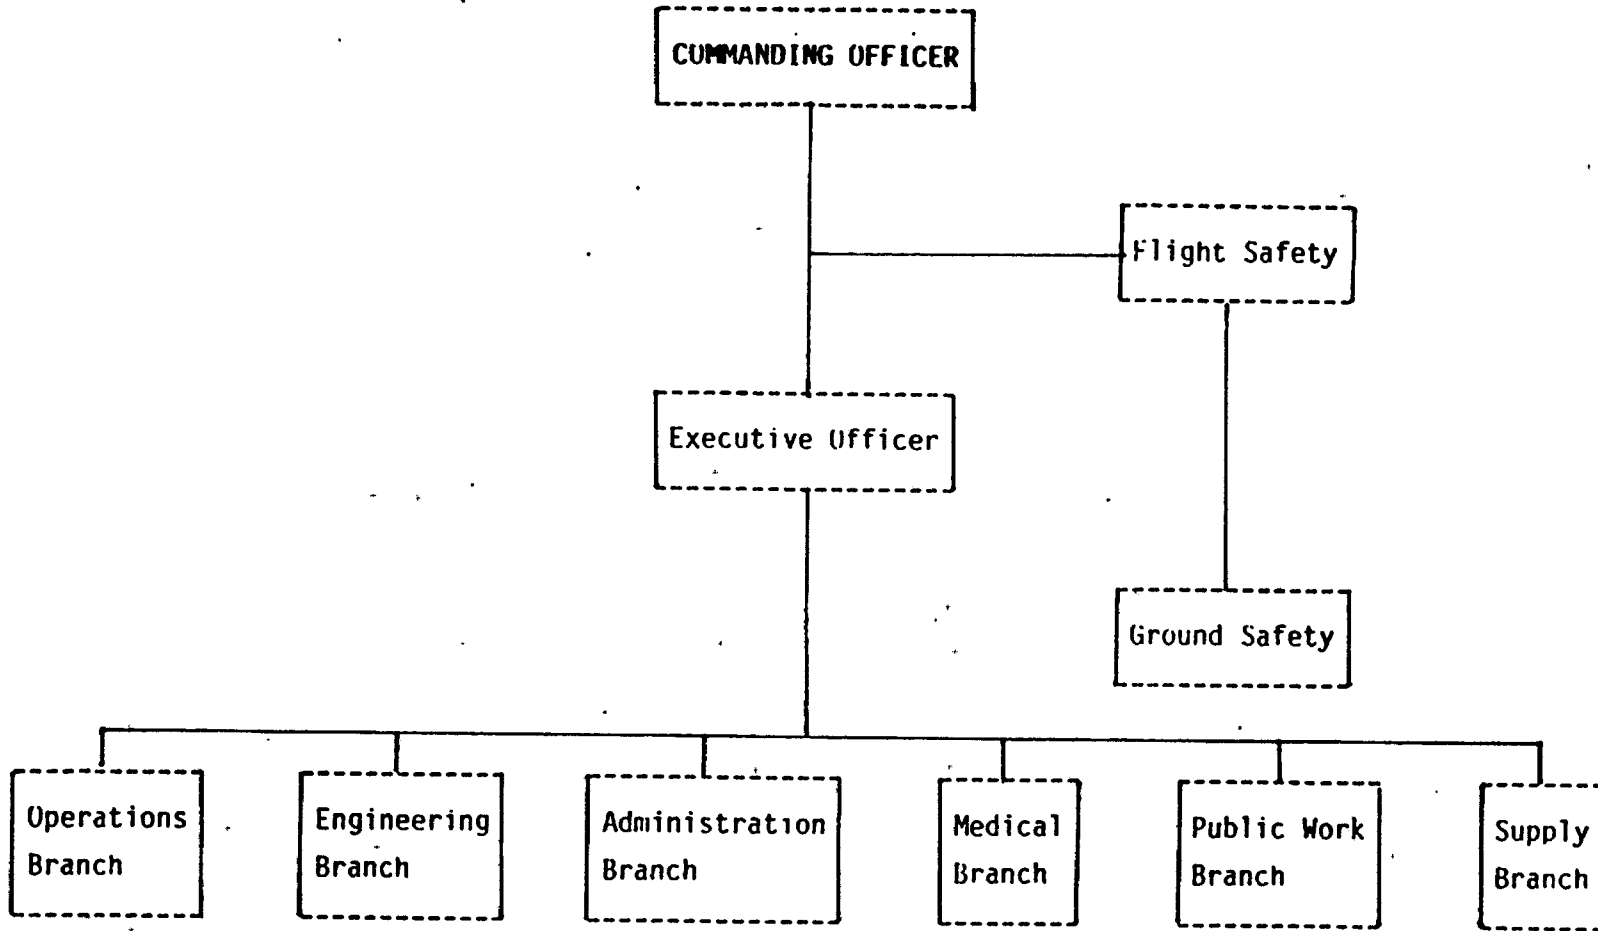 COMMANDING OFFICER
Flight Safety
Executive Officer
Ground Safety
Operations
Branch
Engineering
Branch
Administration
Branch
Medical
Branch
Public Work
Branch
Supply
Branch